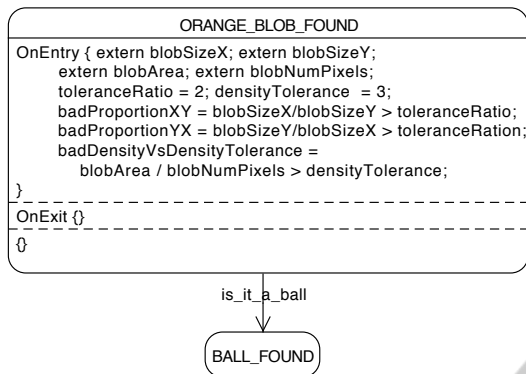 ORANGE_BLOB_FOUND
OnEntry { extern blobSizeX; extern blobSizeY;
extern blobArea; extern blobNumPixels;
toleranceRatio = 2; densityTolerance = 3;
badProportionXY = blobSizeX/blobSizeY > toleranceRatio;
badProportionYX = blobSizeY/blobSizeX > toleranceRation;
badDensityVsDensityTolerance =
blobArea / blobNumPixels > densityTolerance;
}
OnExit {}
{}
is_it_a_ball
BALL_FOUND